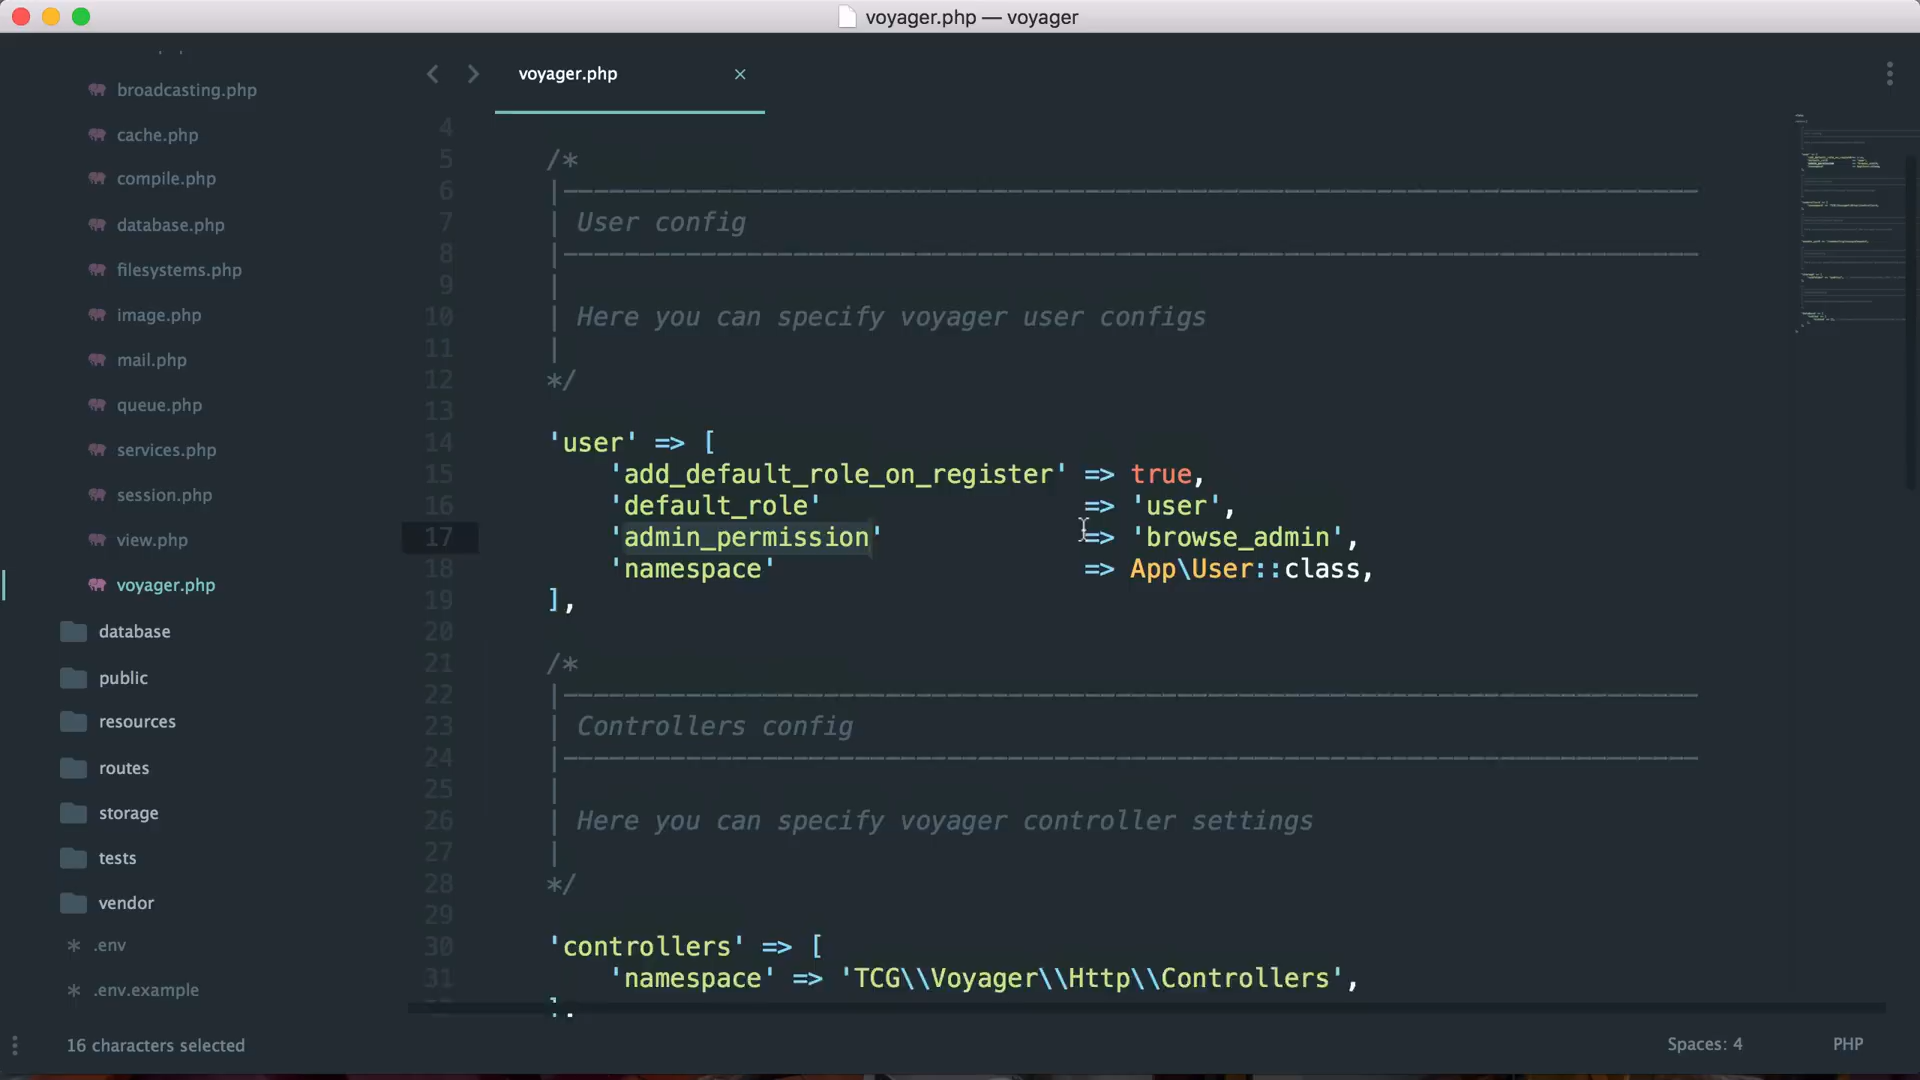 voyager.php — voyager
broadcasting.php
cache.php
compile.php
database.php
filesystems.php
image.php
mail.php
queue.php
services.php
session.php
view.php
voyager.php
database
public
resources
routes
storage
tests
vendor
* .env
* .env.example
voyager.php
4
5 /*
6 |--------------------------------------------------------------------------
7 | User config
8 |--------------------------------------------------------------------------
9 |
10 | Here you can specify voyager user configs
11 |
12 */
13
14 'user' => [
15 'add_default_role_on_register' => true,
16 'default_role' => 'user',
17 'admin_permission' => 'browse_admin',
18 'namespace' => App\User::class,
19 ],
20
21 /*
22 |--------------------------------------------------------------------------
23 | Controllers config
24 |--------------------------------------------------------------------------
25 |
26 | Here you can specify voyager controller settings
27 |
28 */
29
30 'controllers' => [
31 'namespace' => 'TCG\\Voyager\\Http\\Controllers',
],
16 characters selected
Spaces: 4
PHP